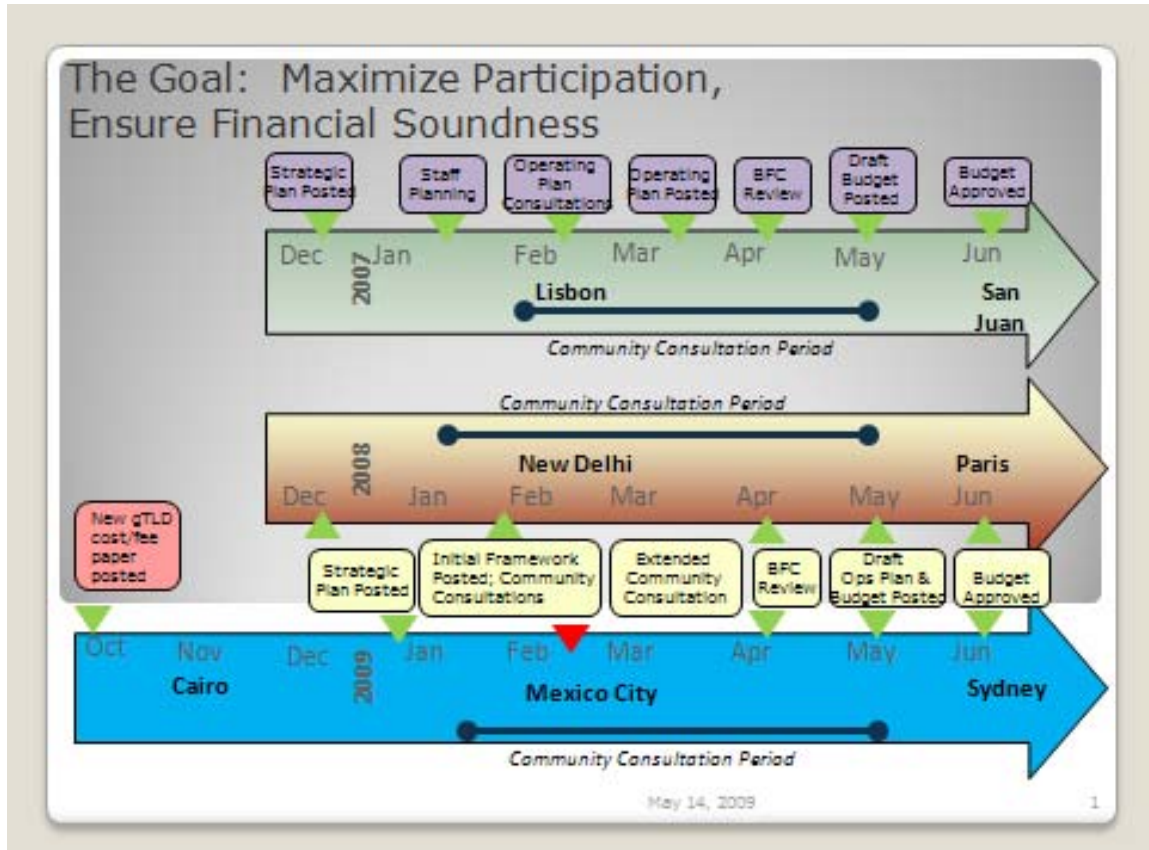 The Goal: Maximize Participation,
Ensure Financial Soundness
Strategic
Plan Posted
Staff
Planning
Operating
Plan
Consultations
Operating
Plan Posted
BFC
Review
Draft
Budget
Posted
Budget
Approved
Dec
2007
Jan
Feb
Mar
Apr
May
Jun
Lisbon
San
Juan
Community Consultation Period
Community Consultation Period
2008
New Delhi
Paris
Dec
Jan
Feb
Mar
Apr
May
Jun
New gTLD
cost/fee
paper
posted
Strategic
Plan Posted
Initial Framework
Posted; Community
Consultations
Extended
Community
Consultation
BFC
Review
Draft
Ops Plan &
Budget Posted
Budget
Approved
Oct
Nov
Dec
2009
Jan
Feb
Mar
Apr
May
Jun
Cairo
Mexico City
Sydney
Community Consultation Period
May 14, 2009
1